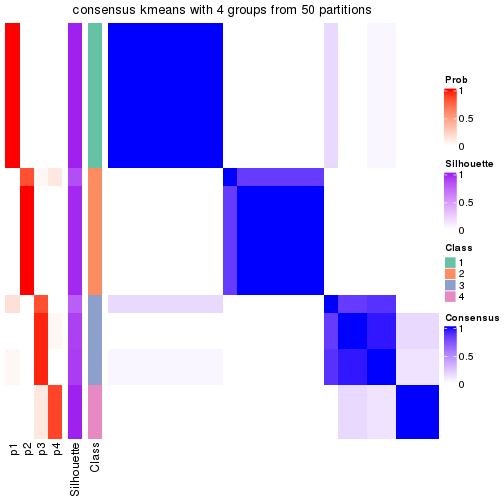 consensus kmeans with 4 groups from 50 partitions
Prob
1
0.5
0
Silhouette
1
0.5
0
Class
1
2
3
4
Consensus
1
0.5
0
p1
p2
p3
p4
Silhouette
Class